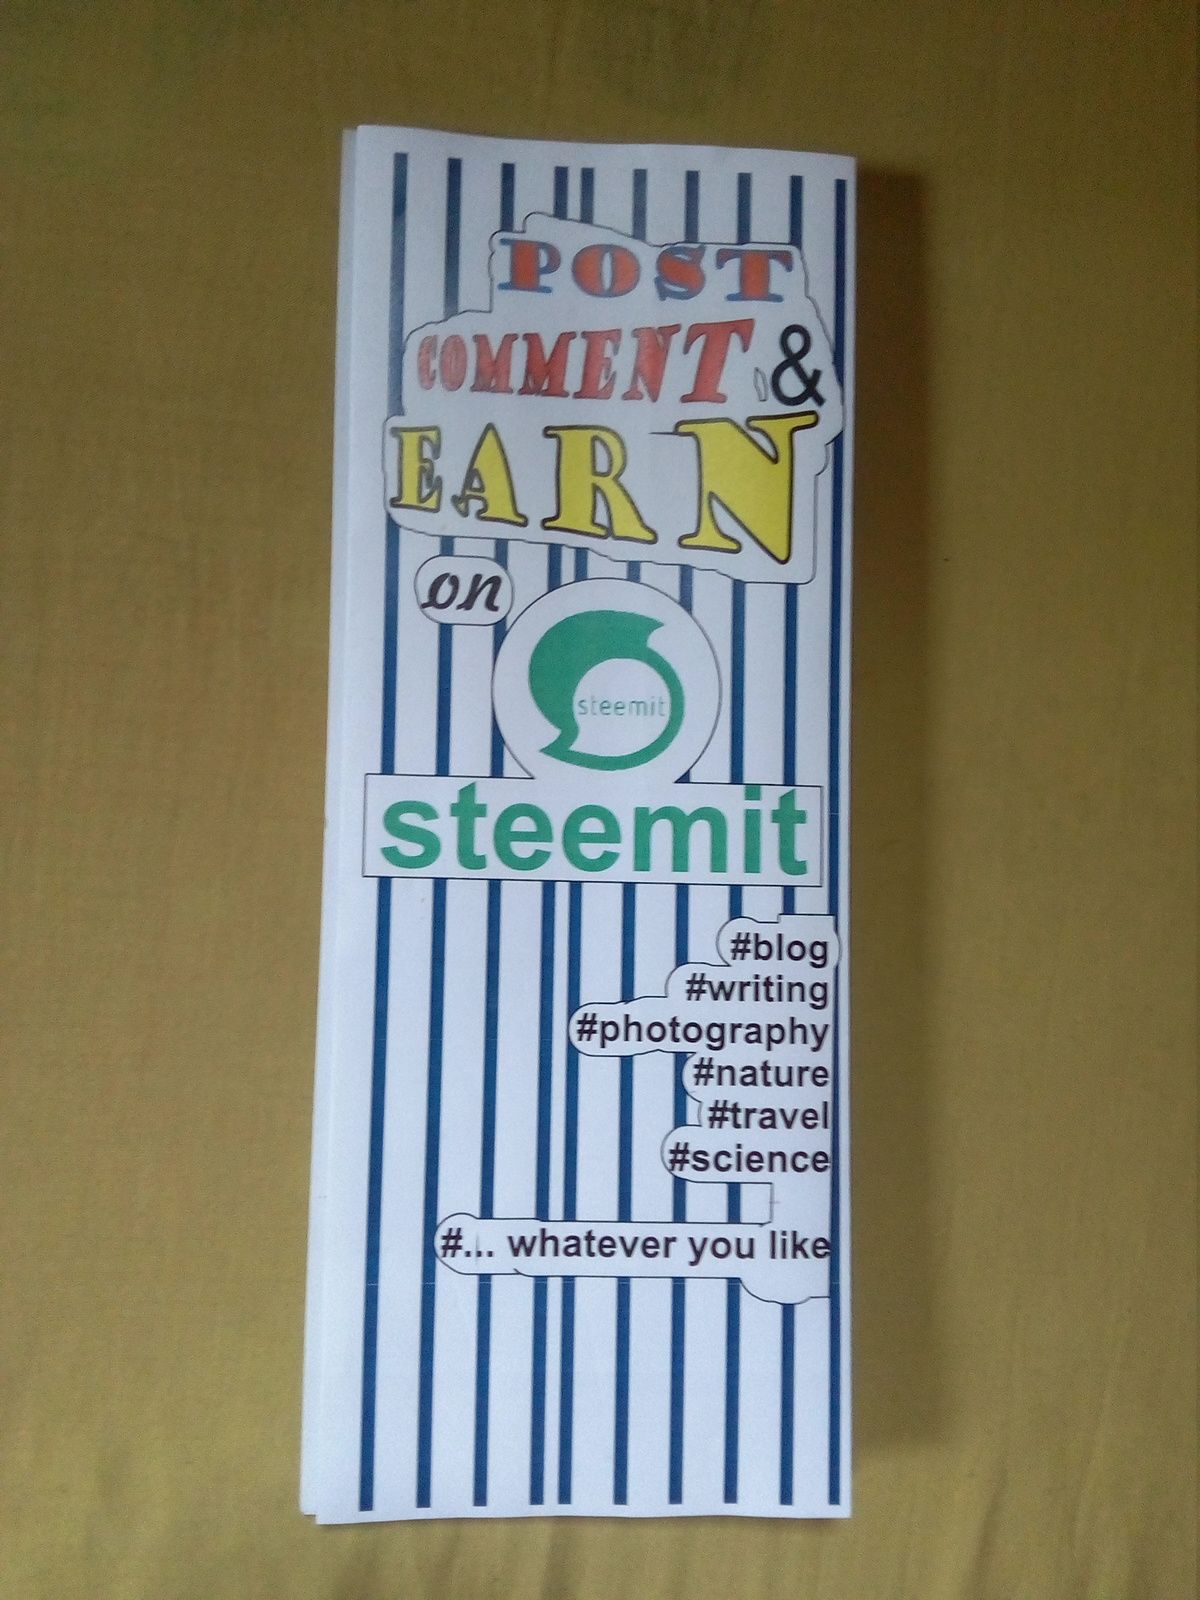 POST
COMMENT &
EARN
on
steemit
steemit
#blog
#writing
#photography
#nature
#travel
#science
#... whatever you like